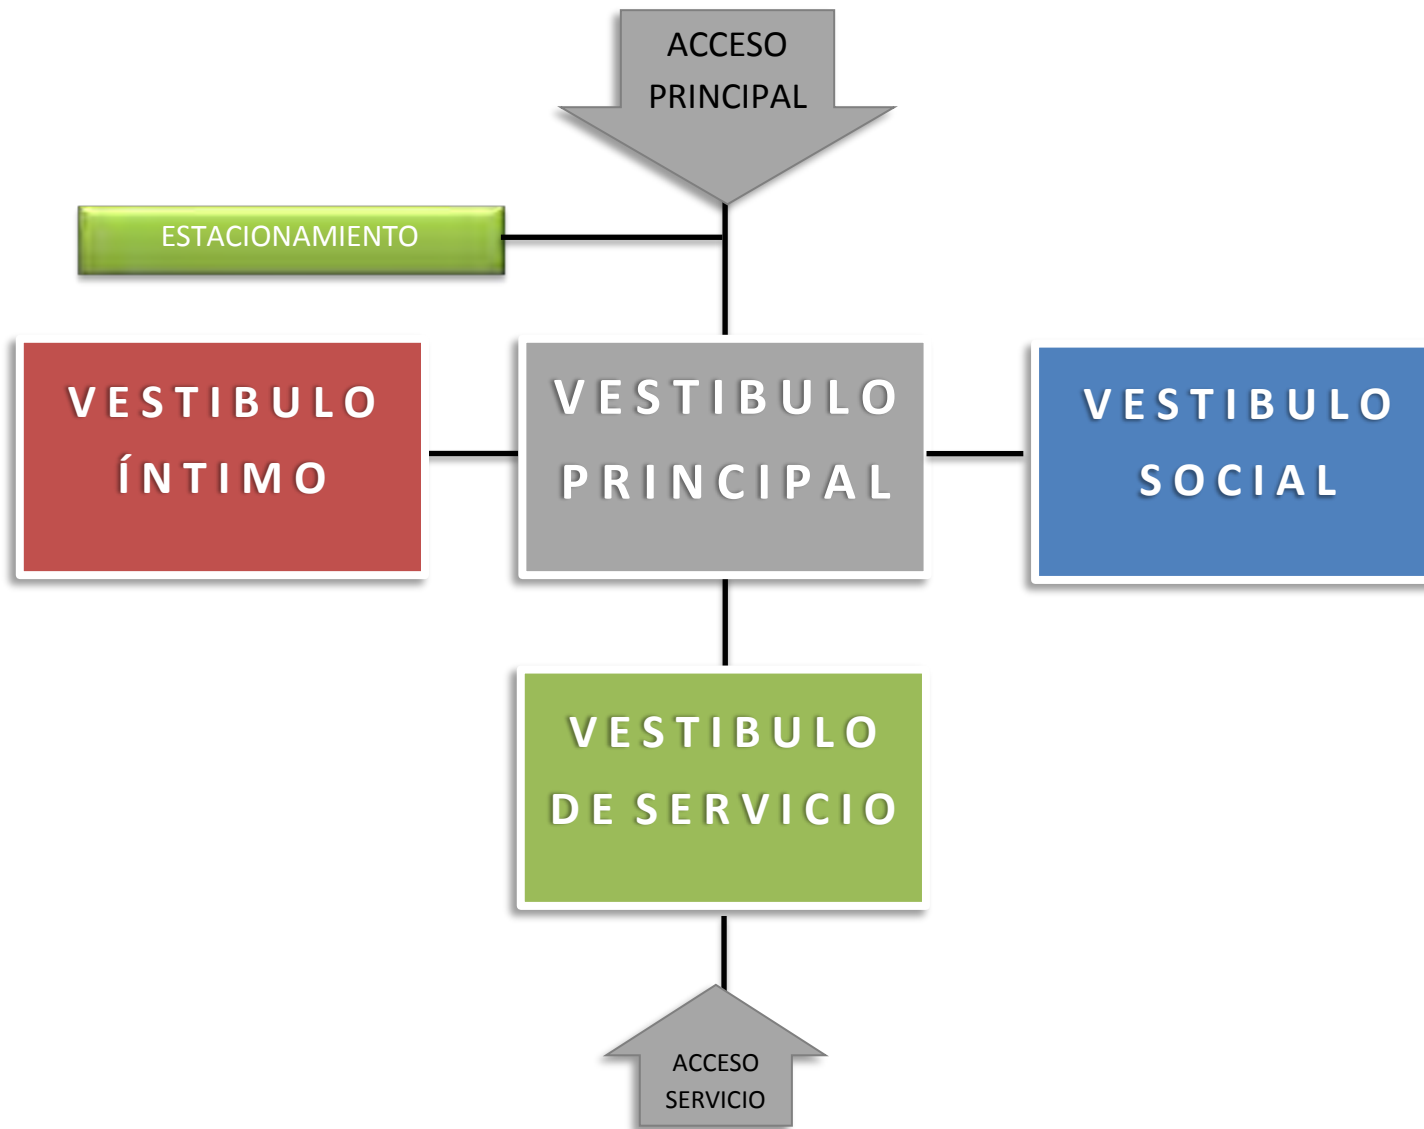 ACCESO
PRINCIPAL
ESTACIONAMIENTO
VESTIBULO
ÍNTIMO
VESTIBULO
PRINCIPAL
VESTIBULO
SOCIAL
VESTIBULO
DE SERVICIO
ACCESO
SERVICIO